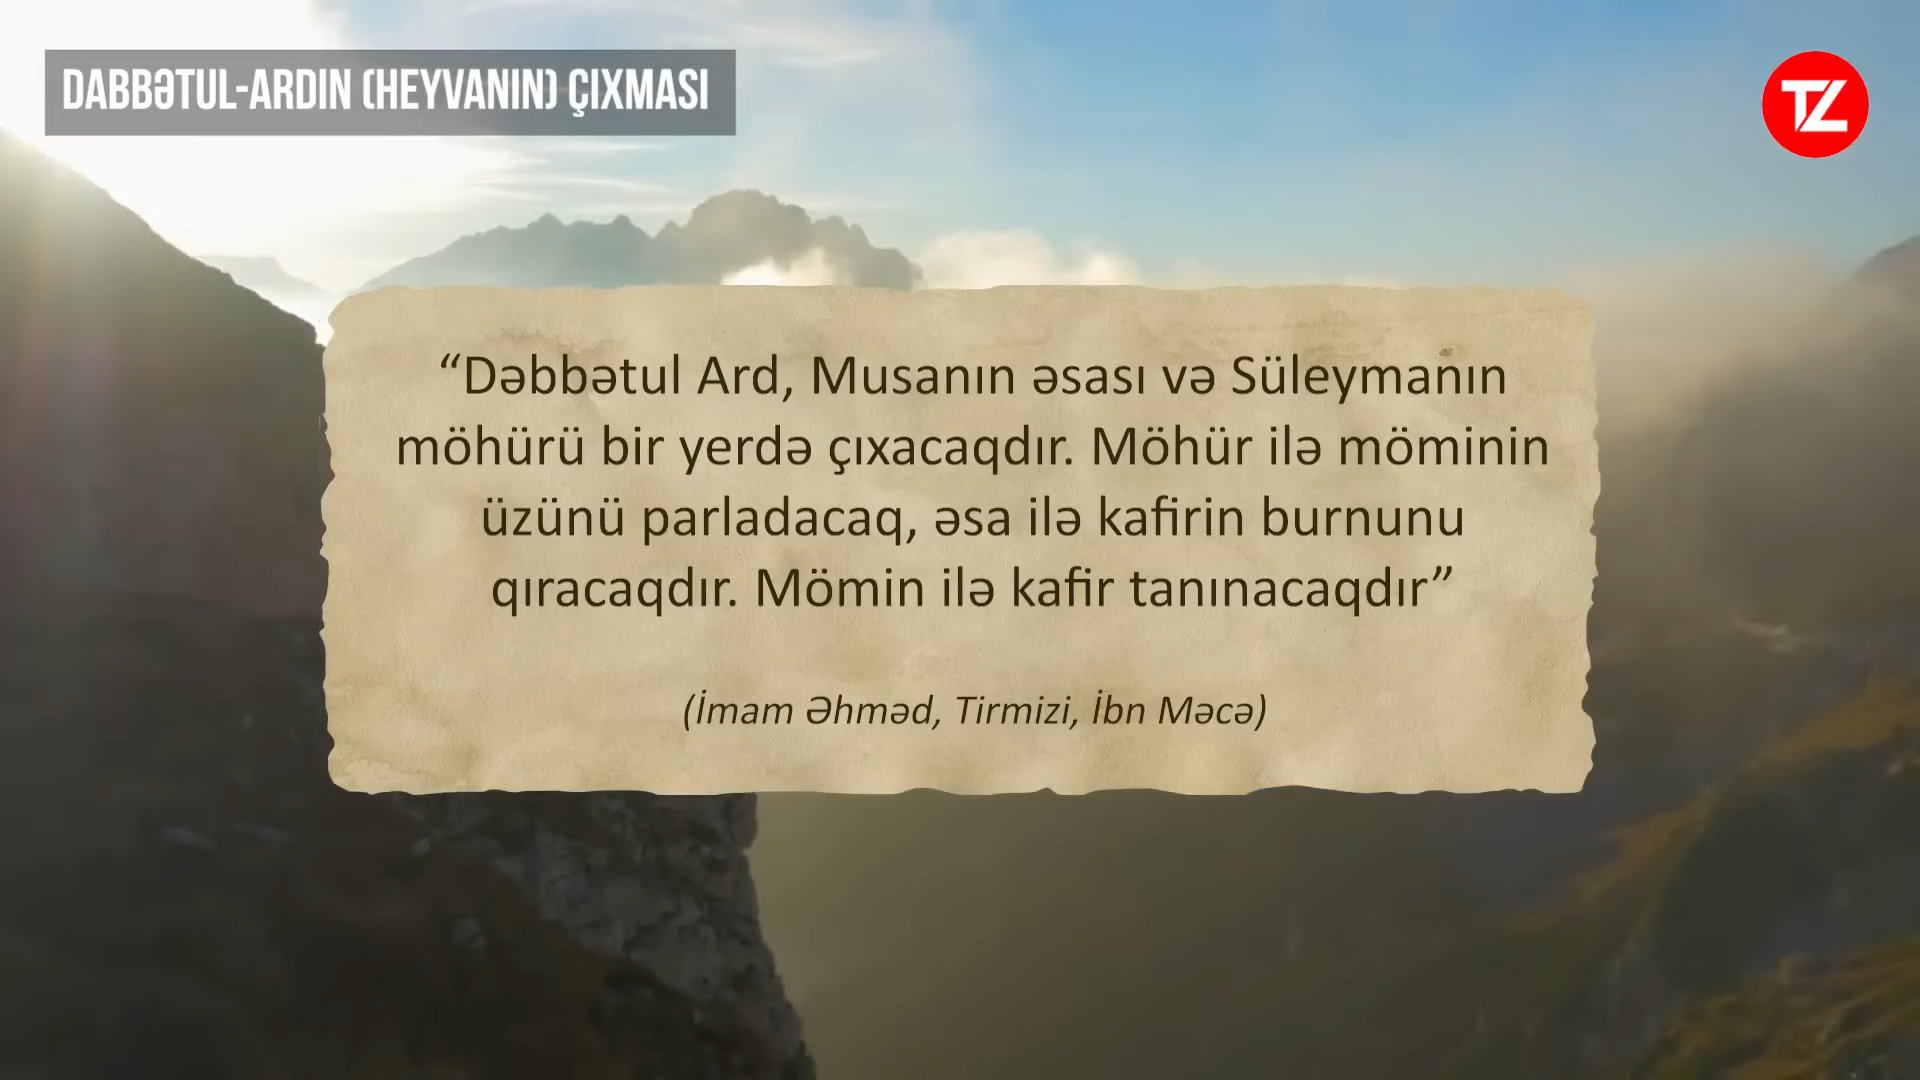 DABBƏTUL-ARDIN (HEYVANIN) ÇIXMASI
TZ
“Dəbbətul Ard, Musanın əsası və Süleymanın
möhürü bir yerdə çıxacaqdır. Möhür ilə möminin
üzünü parladacaq, əsa ilə kafirin burnunu
qıracaqdır. Mömin ilə kafir tanınacaqdır”
(İmam Əhməd, Tirmizi, İbn Məcə)